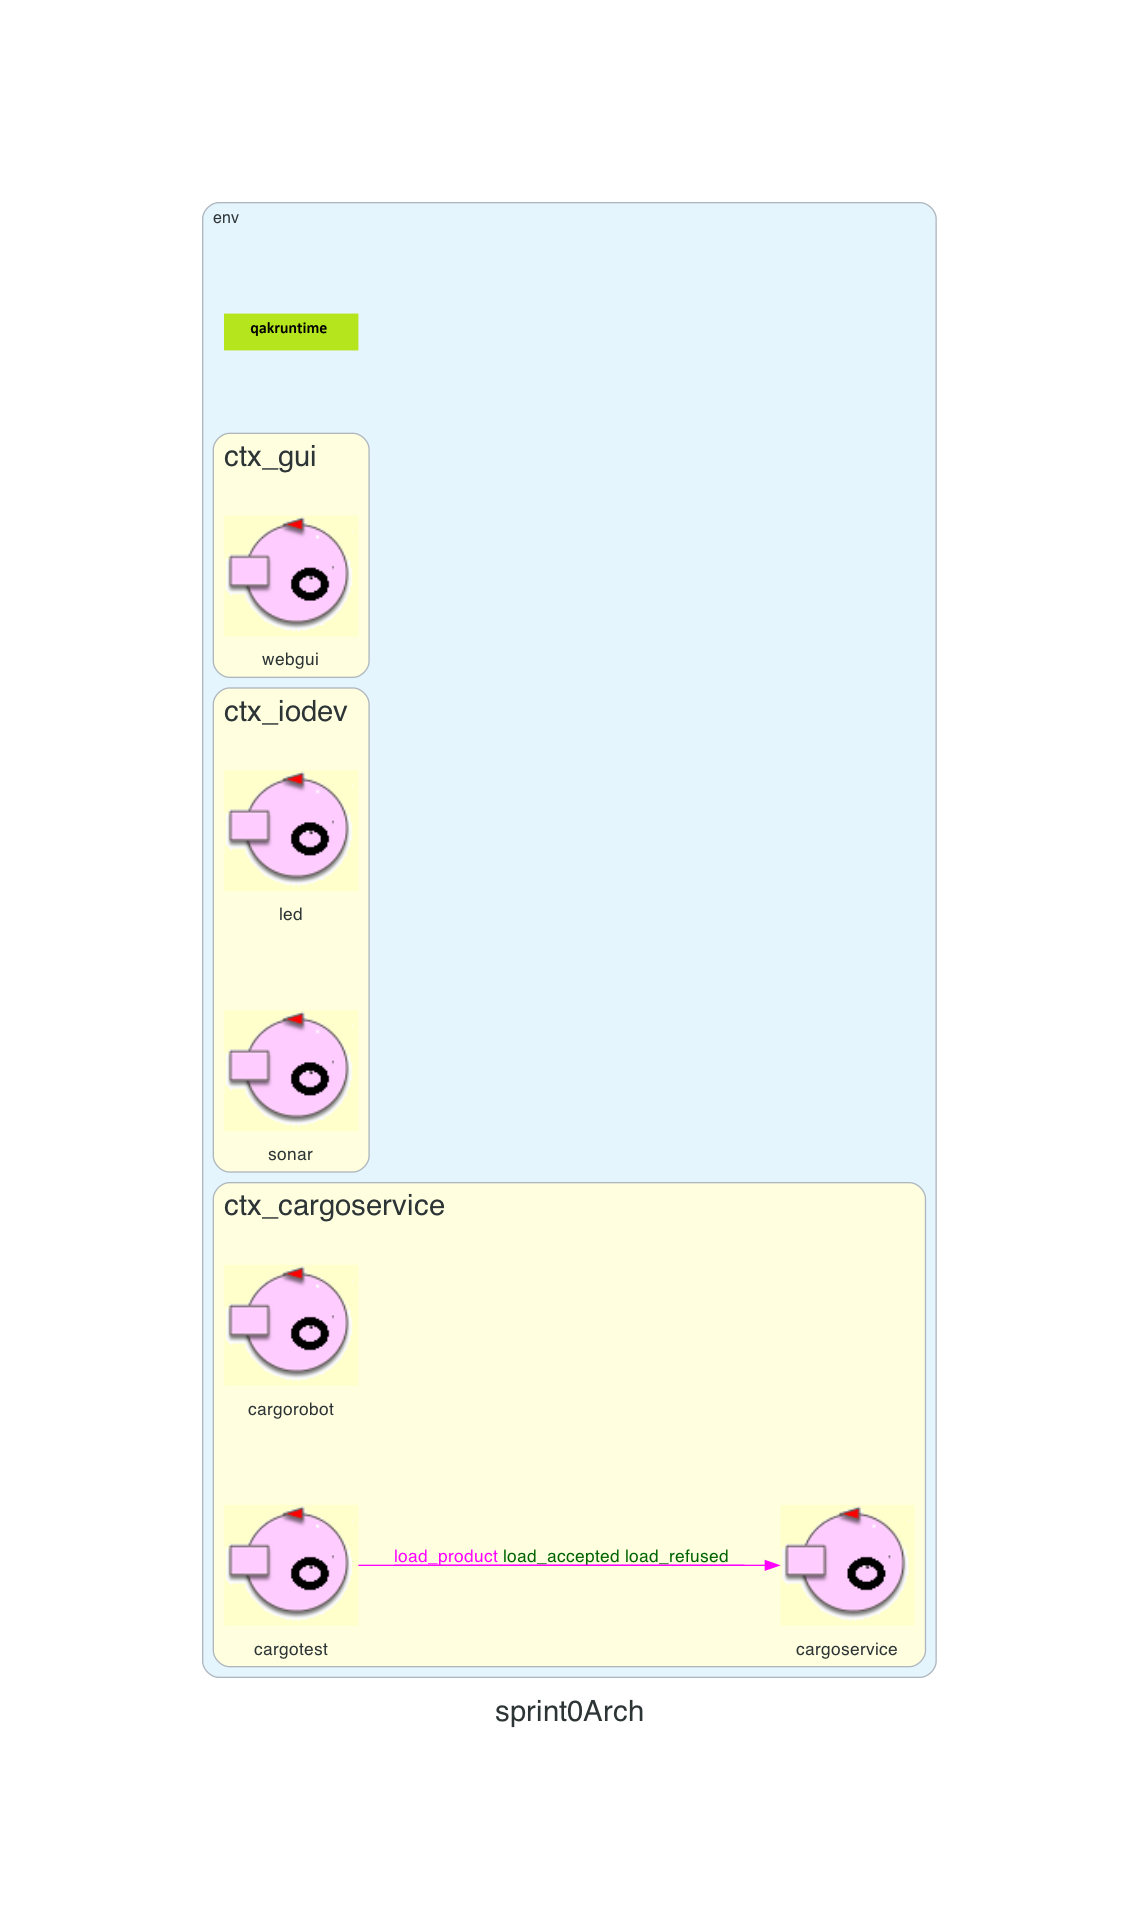 env
qakruntime
ctx_gui
webgui
ctx_iodev
led
sonar
ctx_cargoservice
cargorobot
load_product load_accepted load_refused
cargotest
cargoservice
sprint0Arch